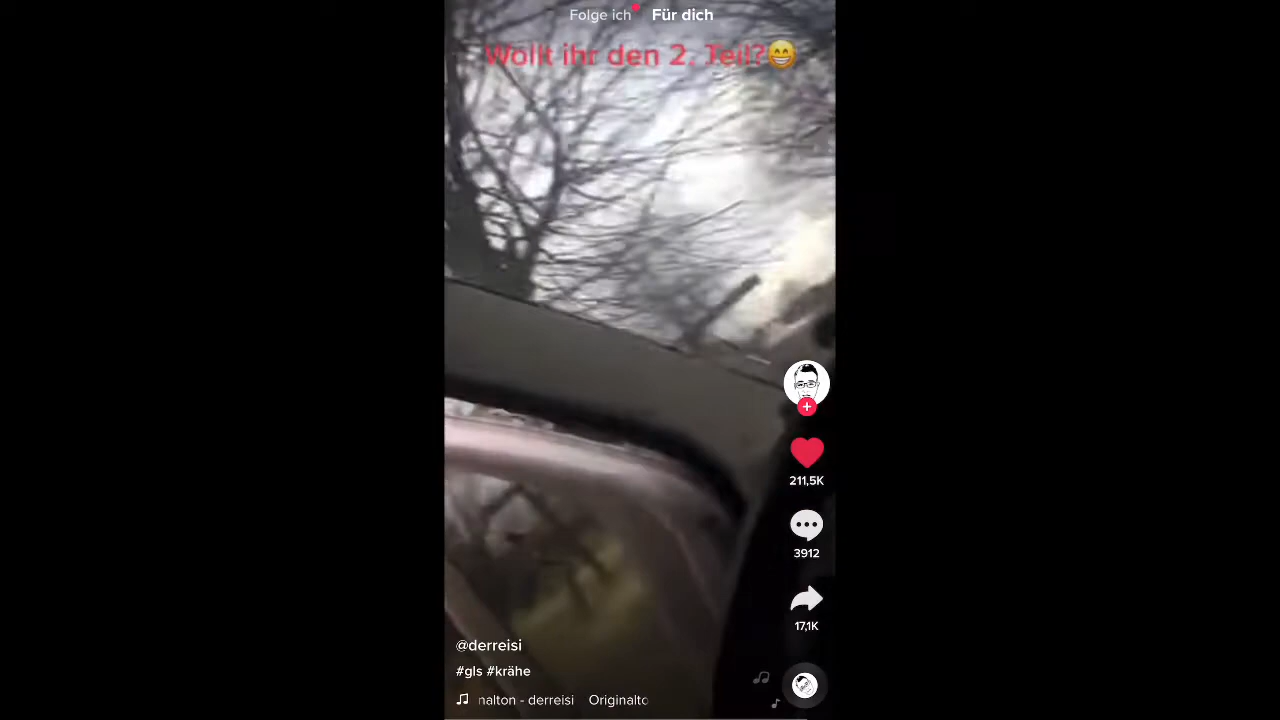 Folge ich Für dich
Wollt ihr den 2. Teil?😁
211,5K
3912
17,1K
@derreisi
#gls #krähe
nalton - derreisi Originalto